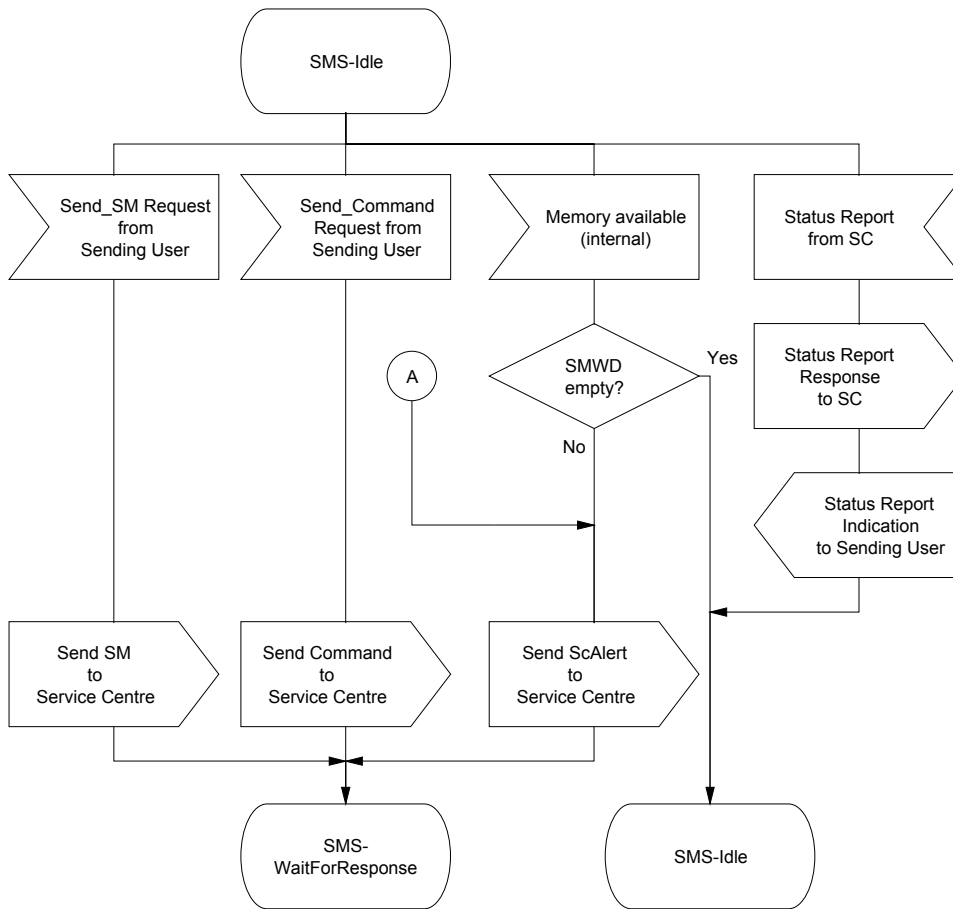 SMS-Idle
Send_SM Request
from
Sending User
Send_Command
Request from
Sending User
Memory available
(internal)
Status Report
from SC
A
SMWD
empty?
Yes
No
Status Report
Response
to SC
Status Report
Indication
to Sending User
Send SM
to
Service Centre
Send Command
to
Service Centre
Send ScAlert
to
Service Centre
SMS-
WaitForResponse
SMS-Idle